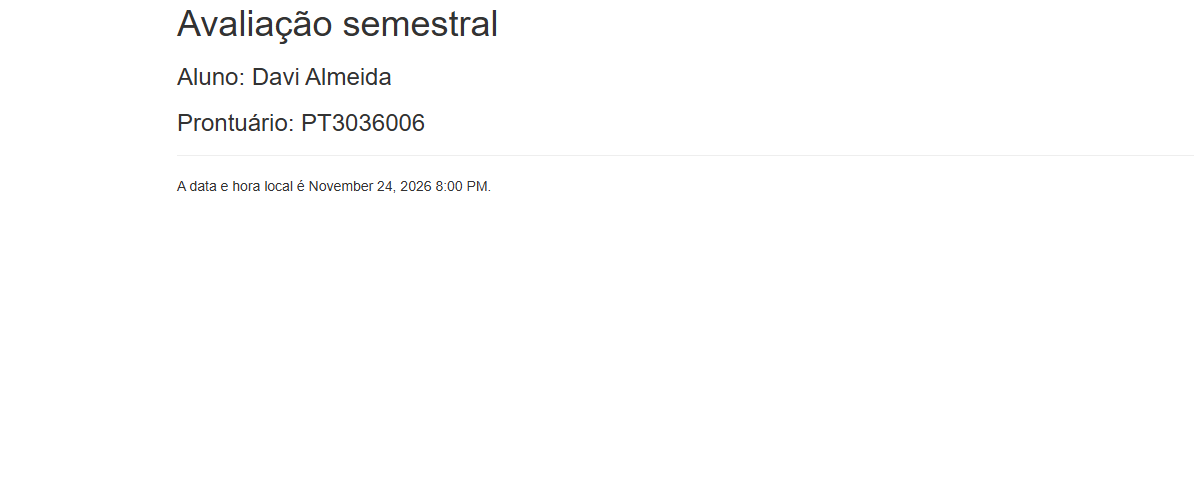 Avaliação semestral
Aluno: Davi Almeida
Prontuário: PT3036006
A data e hora local é November 24, 2026 8:00 PM.